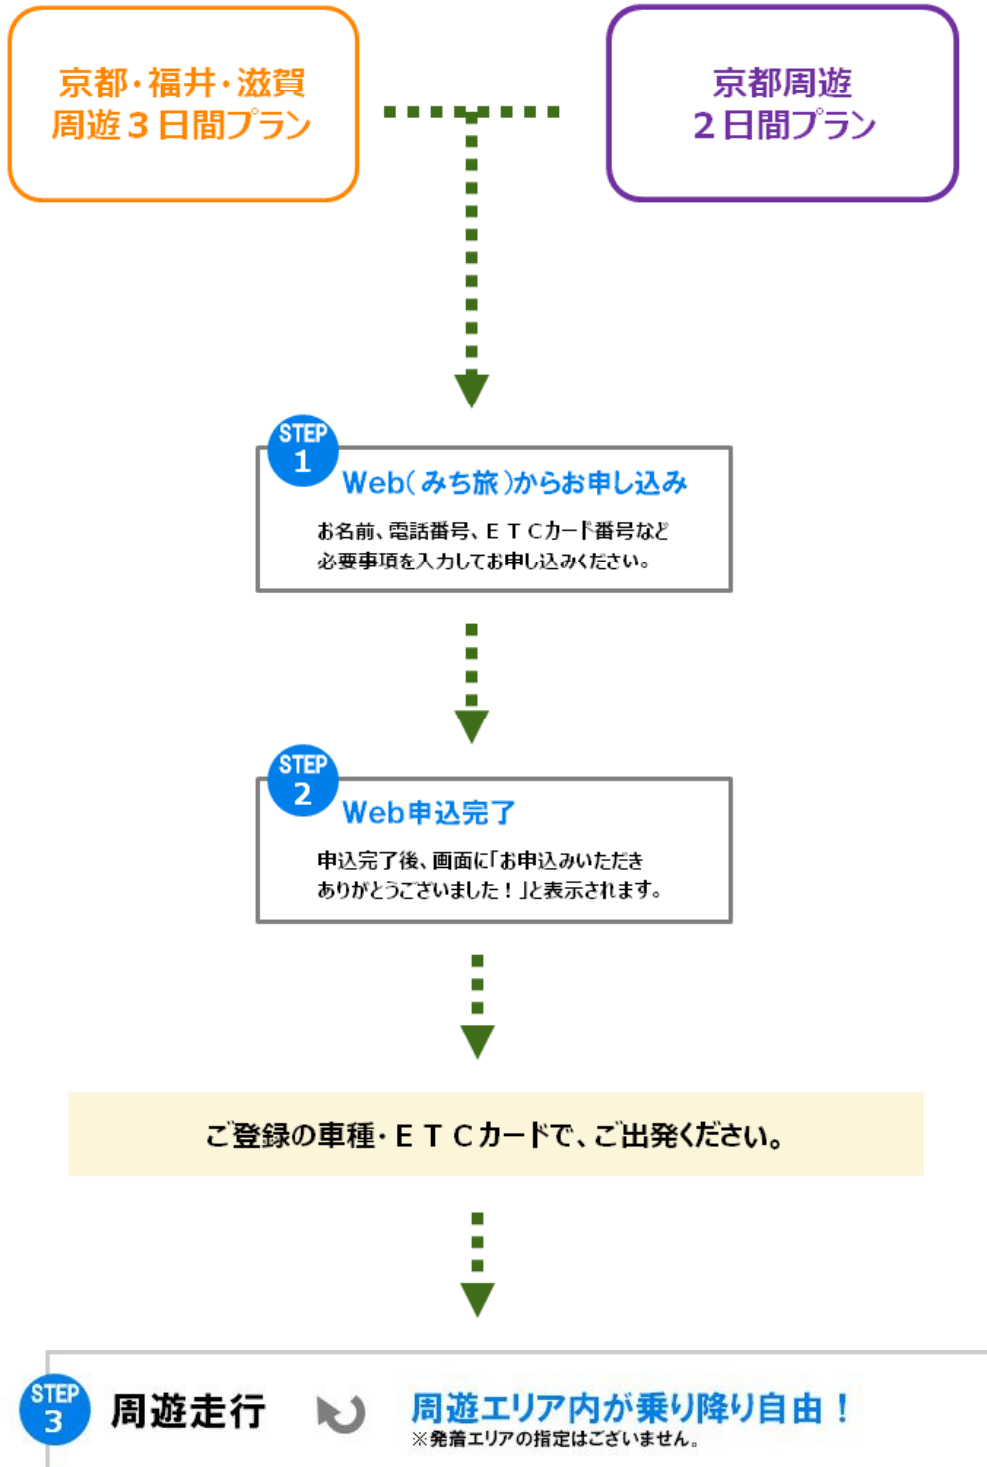 京都・福井・滋賀
周遊３日間プラン
京都周遊
２日間プラン
STEP
1
Web(みち旅)からお申し込み
お名前、電話番号、ＥＴＣカード番号など
必要事項を入力してお申し込みください。
STEP
2
Web申込完了
申込完了後、画面に「お申込みいただき
ありがとうございました！」と表示されます。
ご登録の車種・ＥＴＣカードで、ご出発ください。
STEP
3
周遊走行
周遊エリア内が乗り降り自由！
※発着エリアの指定はございません。